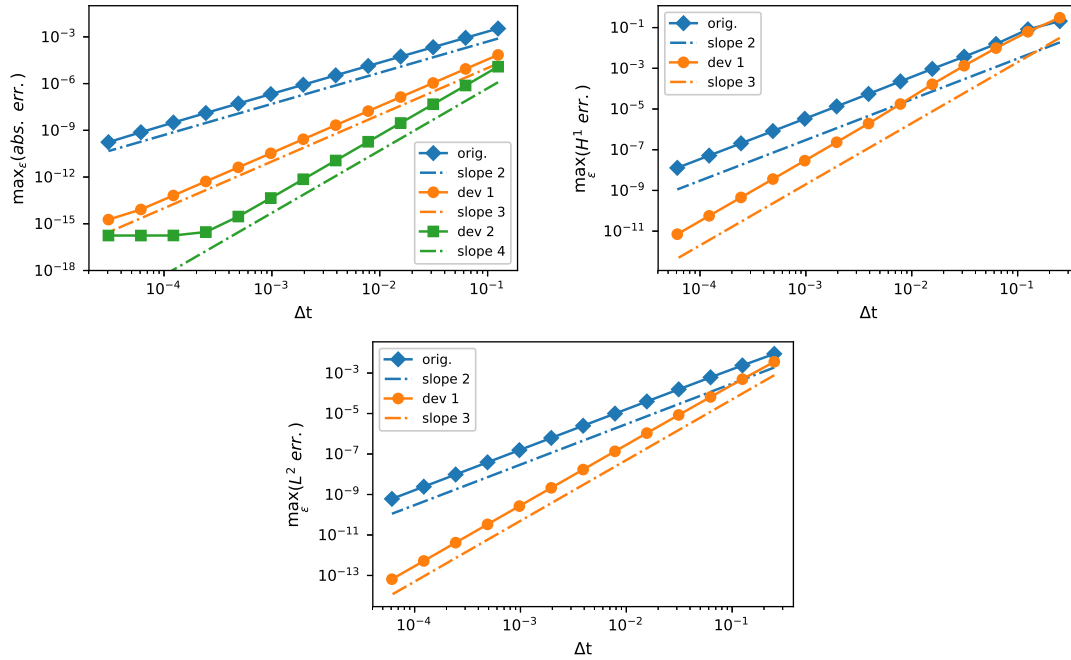 max_ε(abs. err.)
10^-3
10^-6
10^-9
10^-12
10^-15
10^-18
orig.
slope 2
dev 1
slope 3
dev 2
slope 4
10^-4 10^-3 10^-2 10^-1
Δt
max_ε(H^1 err.)
10^-1
10^-3
10^-5
10^-7
10^-9
10^-11
orig.
slope 2
dev 1
slope 3
10^-4 10^-3 10^-2 10^-1
Δt
max_ε(L^2 err.)
10^-3
10^-5
10^-7
10^-9
10^-11
10^-13
orig.
slope 2
dev 1
slope 3
10^-4 10^-3 10^-2 10^-1
Δt